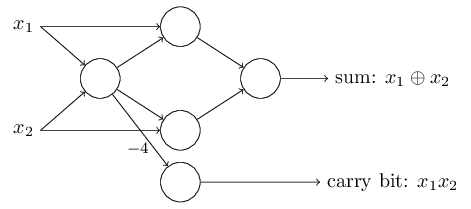 x₁
sum: x₁ ⊕ x₂
x₂
−4
carry bit: x₁x₂